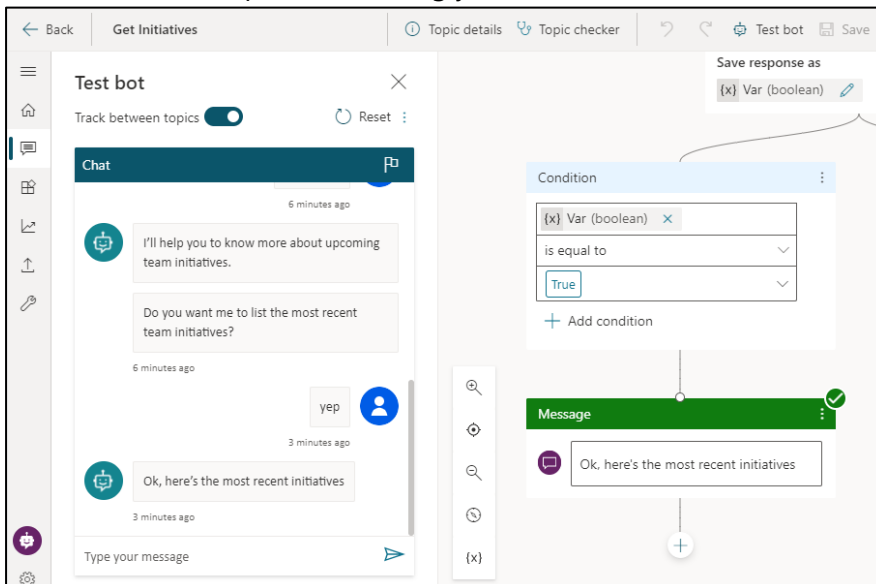 Back
Get Initiatives
Topic details
Topic checker
Test bot
Save
Test bot
Track between topics
Reset
Chat
6 minutes ago
I'll help you to know more about upcoming
team initiatives.
Do you want me to list the most recent
team initiatives?
6 minutes ago
yep
3 minutes ago
Ok, here's the most recent initiatives
3 minutes ago
Type your message
Save response as
{x} Var (boolean)
Condition
{x} Var (boolean)
is equal to
True
Add condition
Message
Ok, here's the most recent initiatives
{x}